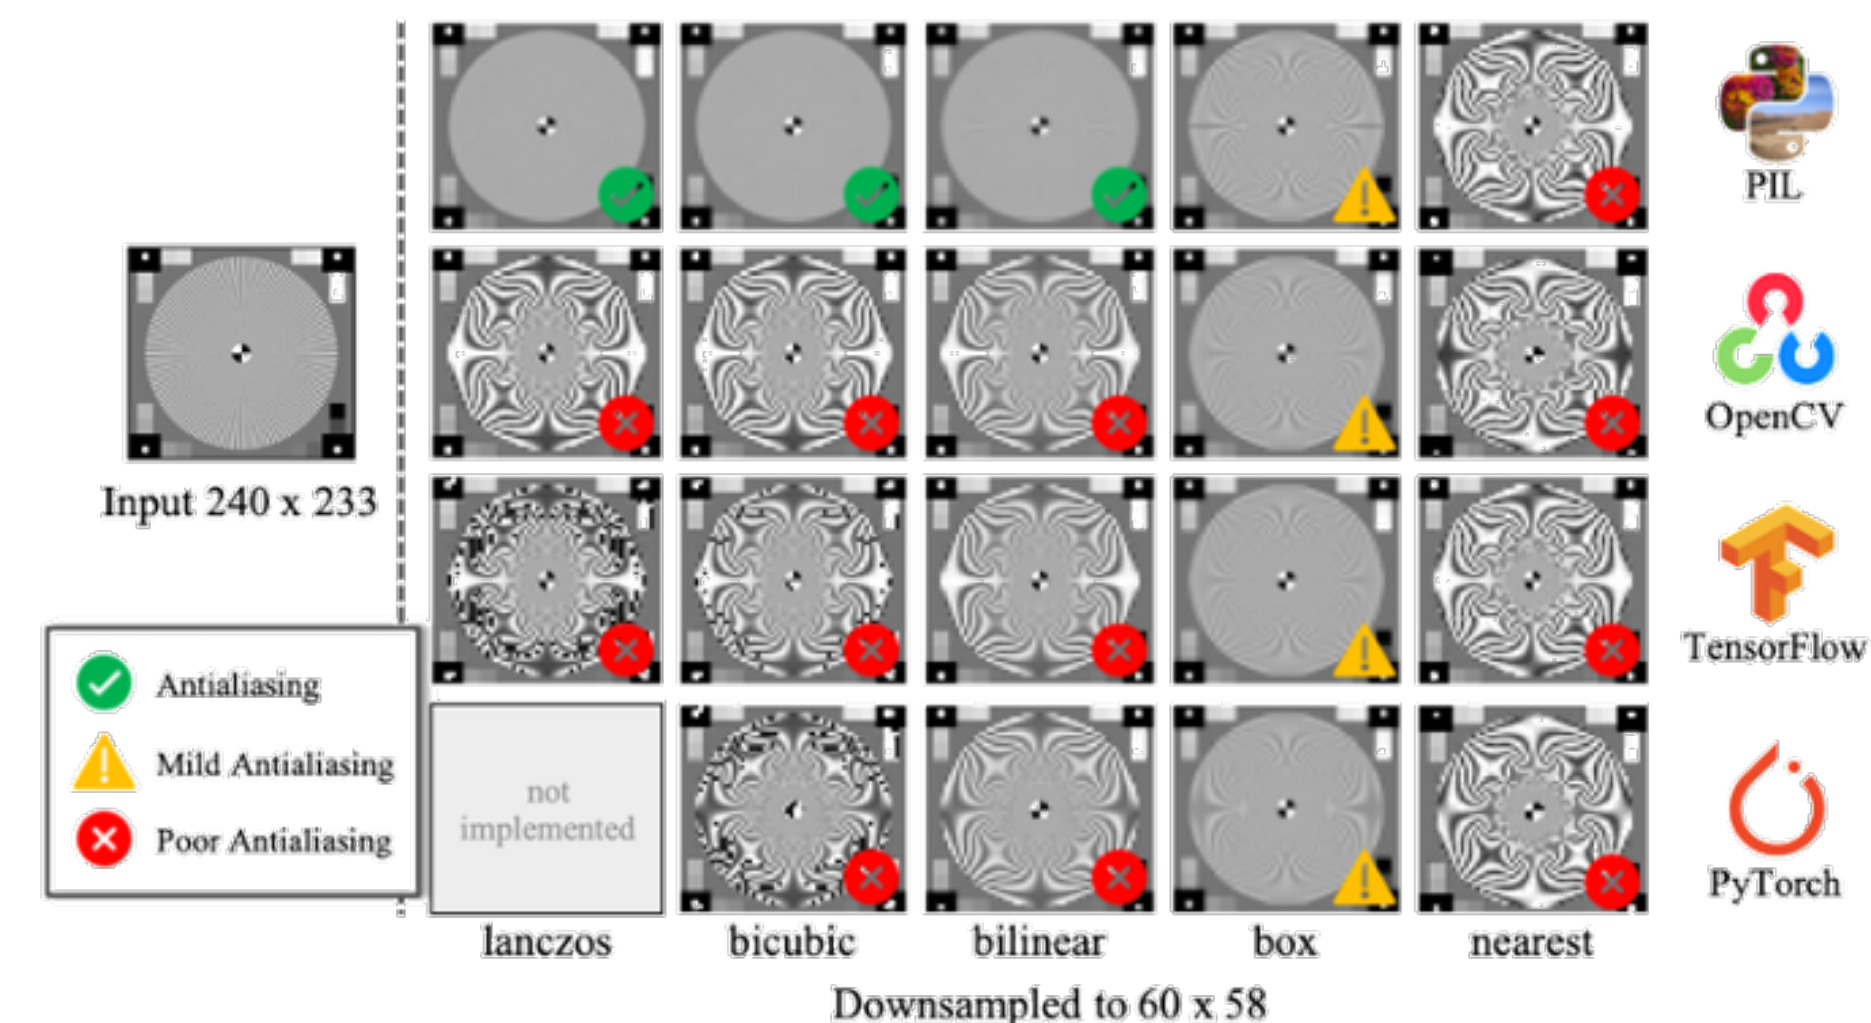 Input 240 x 233
Antialiasing
Mild Antialiasing
Poor Antialiasing
not
implemented
lanczos
bicubic
bilinear
box
nearest
Downsampled to 60 x 58
PIL
OpenCV
TensorFlow
PyTorch